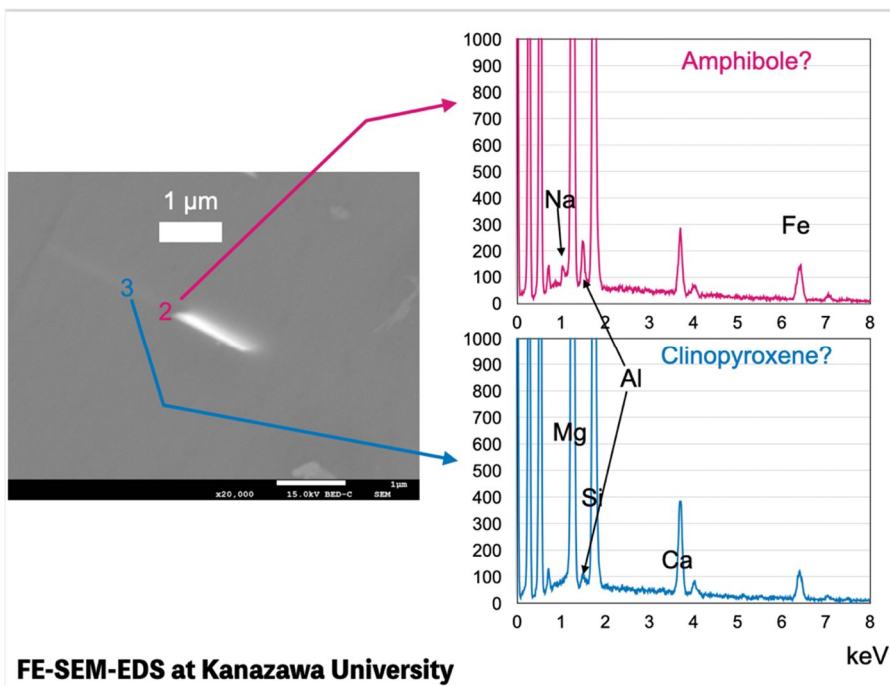 1000
900
800
700
600
500
400
300
200
100
0
Amphibole?
Na
Fe
0 1 2 3 4 5 6 7 8
1 µm
3
2
x20,000 15.0kV BED-C SEM 1µm
1000
900
800
700
600
500
400
300
200
100
0
Clinopyroxene?
Al
Mg
Si
Ca
0 1 2 3 4 5 6 7 8
keV
FE-SEM-EDS at Kanazawa University